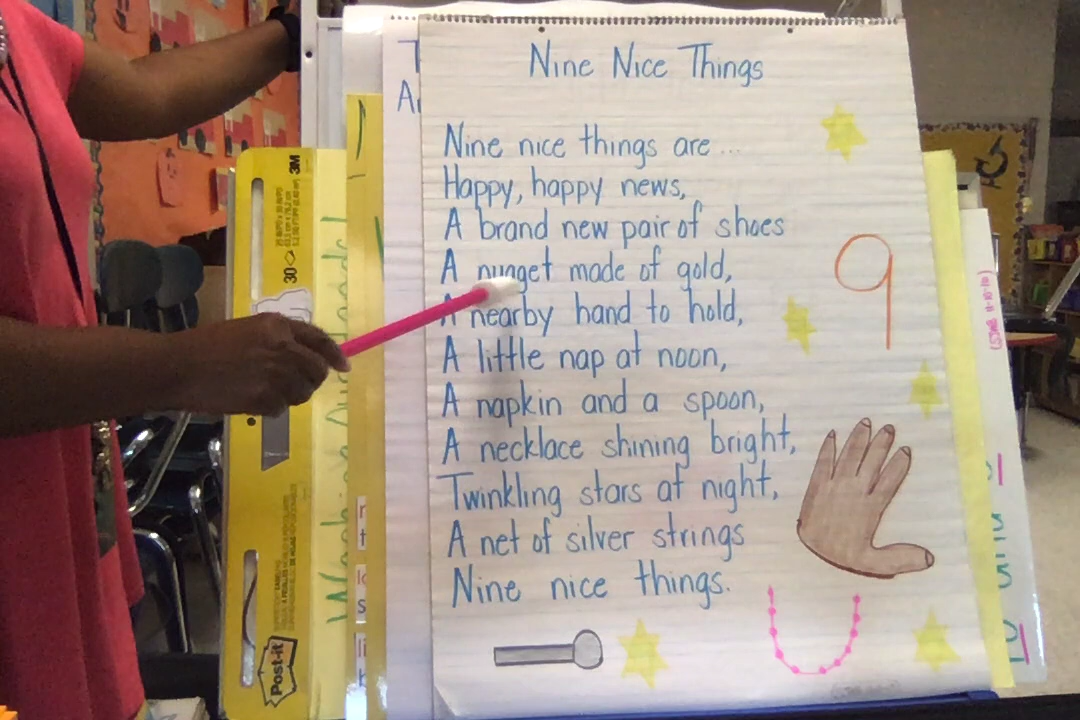 Nine Nice Things
Nine nice things are ...
Happy, happy news,
A brand new pair of shoes
A nugget made of gold,
A nearby hand to hold,
A little nap at noon,
A napkin and a spoon,
A necklace shining bright,
Twinkling stars at night,
A net of silver strings
Nine nice things.
9
Post-it
30
3M